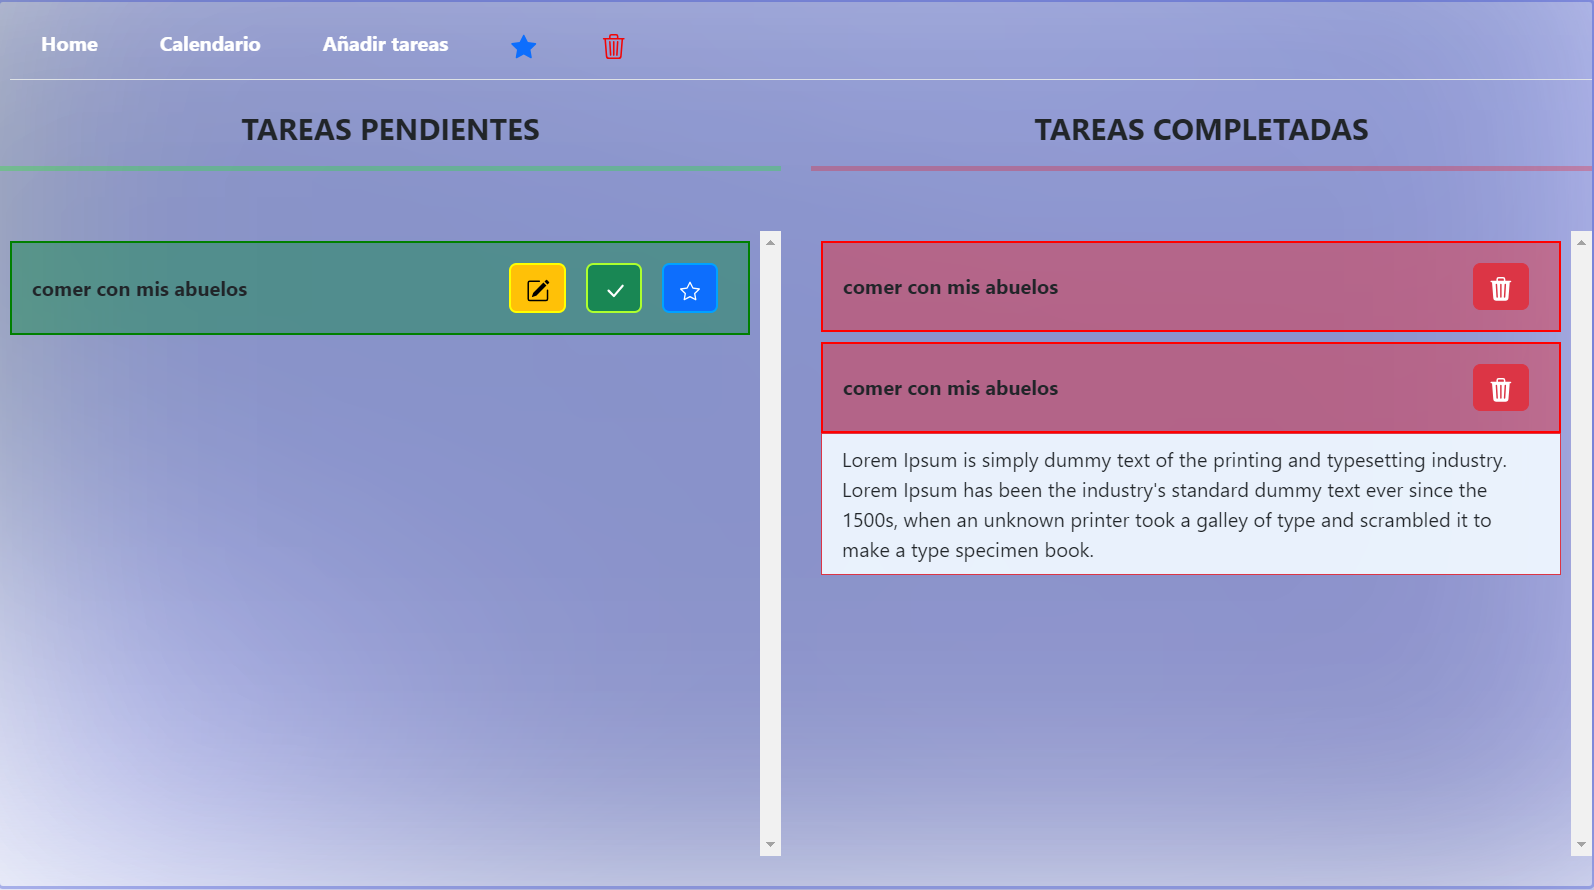 Home Calendario Añadir tareas
TAREAS PENDIENTES
comer con mis abuelos
TAREAS COMPLETADAS
comer con mis abuelos
comer con mis abuelos
Lorem Ipsum is simply dummy text of the printing and typesetting industry.
Lorem Ipsum has been the industry's standard dummy text ever since the
1500s, when an unknown printer took a galley of type and scrambled it to
make a type specimen book.